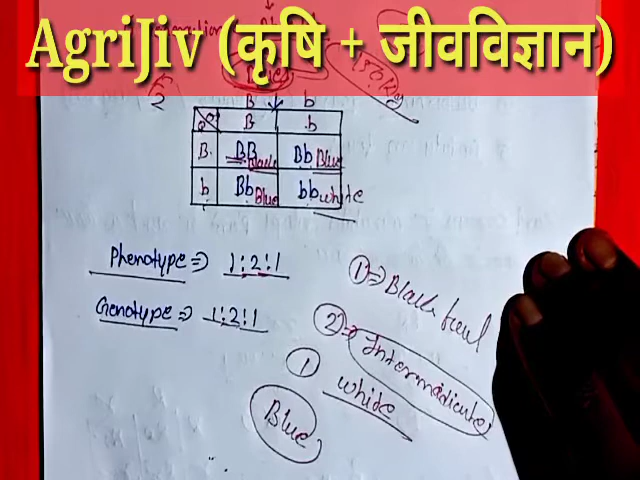 AgriJiv (कृषि + जीवविज्ञान)
B b
B b
B BB Black Bb Blue
b Bb Blue bb white
Phenotype ⇒ 1:2:1
Genotype ⇒ 1:2:1
① ⇒ Black fowl
② ⇒ Intermidicute
① white
Blue